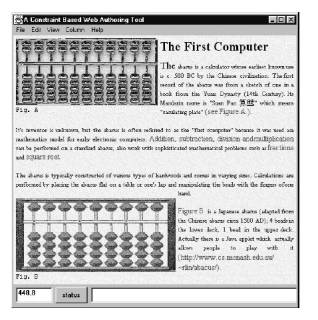 A Constraint Based Web Authoring Tool
File Edit View Column Help
The First Computer
The abacus is a calculator whose earliest known use
is c. 500 BC by the Chinese civilization. The first
record of the abacus was from a sketch of one in a
book from the Yuan Dynasty (14th Century). Its
Mandarin name is "Suan Pan" which means
"calculating plate" (see Figure A).
Fig. A
It's inventor is unknown, but the abacus is often refered to as the "first computer" because it was used as
mathematics model for early electronic computers. Addition, subtraction, division and multiplication
can be performed on a standard abacus, also work with sophisticated mathematical problems such as fractions
and square root.
The abacus is typically constructed of various types of hardwoods and comes in varying sizes. Calculations are
performed by placing the abacus flat on a table or one's lap and manipulating the beads with the fingers of one
hand.
Figure B is a Japanese abacus (adapted from
the Chinese abacus circa 1500 AD); 4 beads in
the lower deck, 1 bead in the upper deck.
Actually there is a Java applet which actually
allows people to play with it
(http://www.cs.monash.edu.au/
~rlin/abacus/).
Fig. B
448.8 status